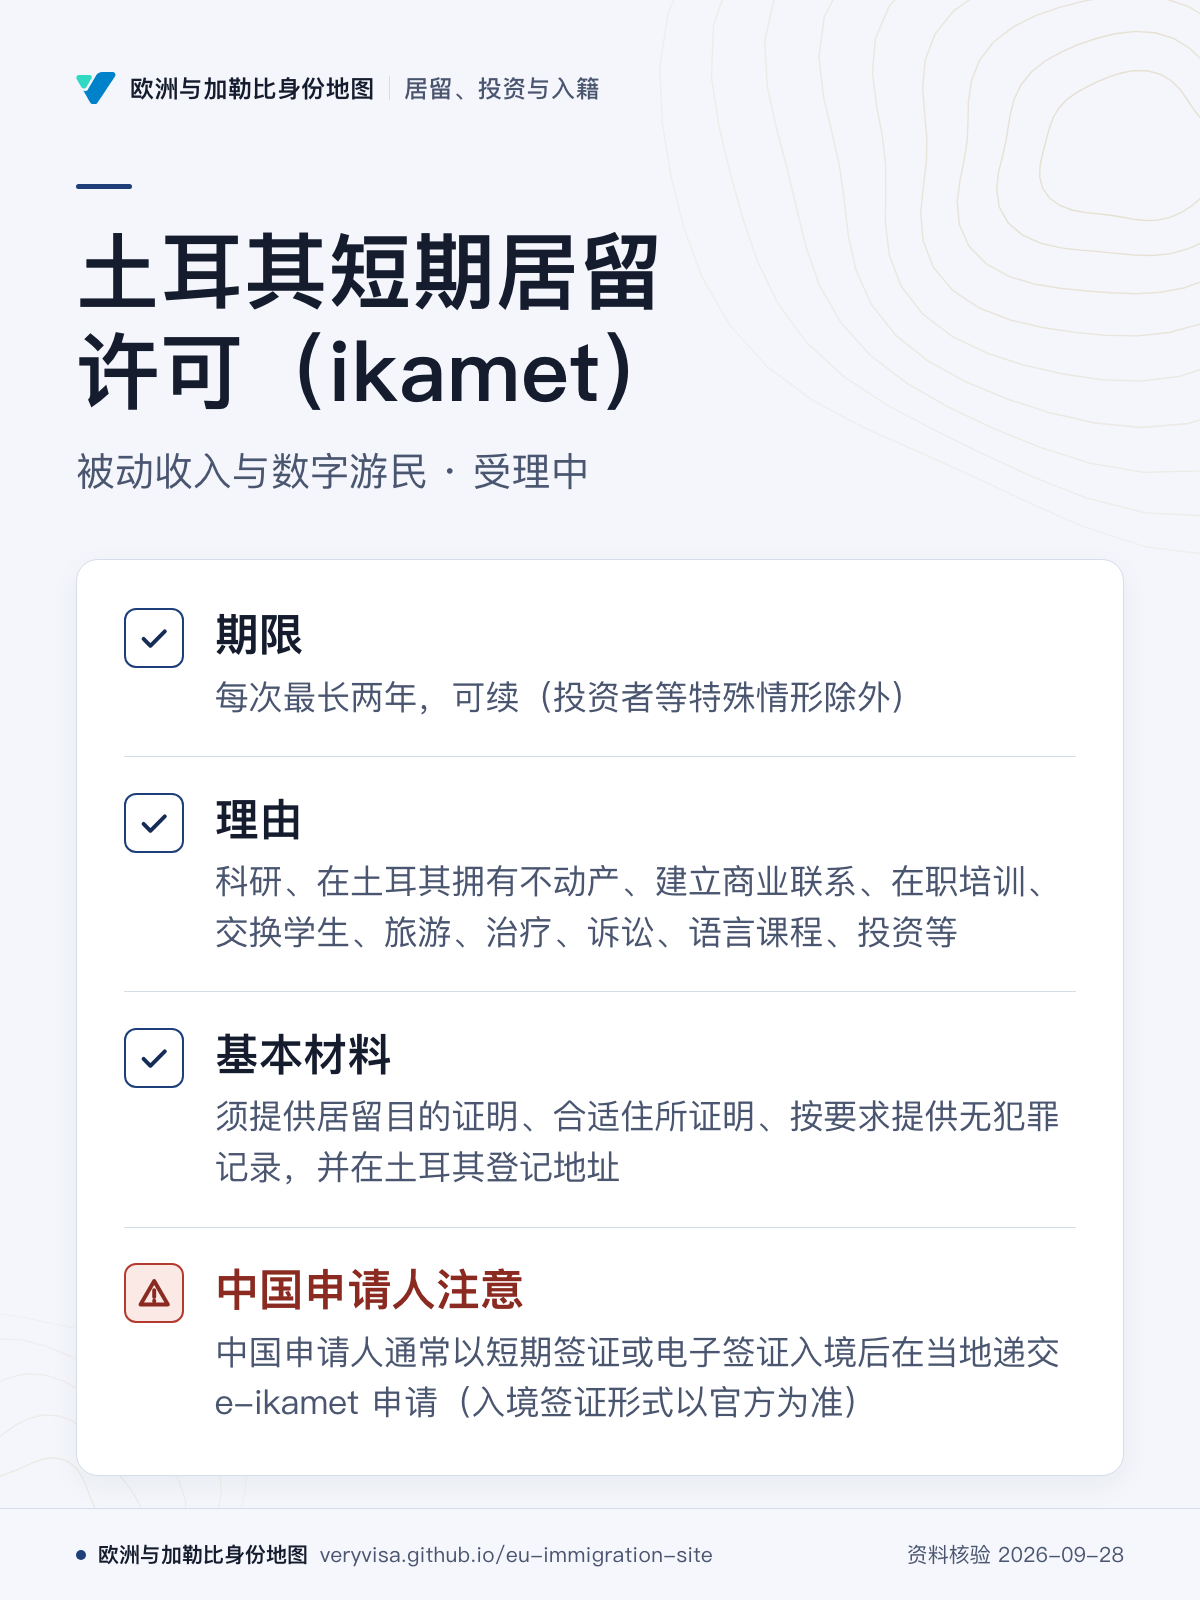 欧洲与加勒比身份地图 居留、投资与入籍
土耳其短期居留
许可（ikamet）
被动收入与数字游民 · 受理中
期限
每次最长两年，可续（投资者等特殊情形除外）
理由
科研、在土耳其拥有不动产、建立商业联系、在职培训、
交换学生、旅游、治疗、诉讼、语言课程、投资等
基本材料
须提供居留目的证明、合适住所证明、按要求提供无犯罪
记录，并在土耳其登记地址
中国申请人注意
中国申请人通常以短期签证或电子签证入境后在当地递交
e-ikamet 申请（入境签证形式以官方为准）
欧洲与加勒比身份地图 veryvisa.github.io/eu-immigration-site 资料核验 2026-09-28